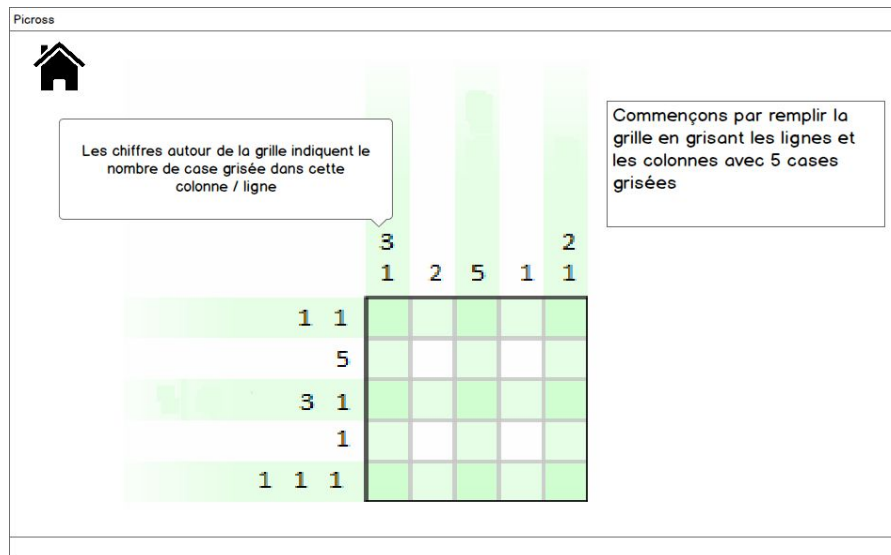 Picross
Les chiffres autour de la grille indiquent le
nombre de case grisée dans cette
colonne / ligne
Commençons par remplir la
grille en grisant les lignes et
les colonnes avec 5 cases
grisées
3 2
1 2 5 1 1
1 1
5
3 1
1
1 1 1